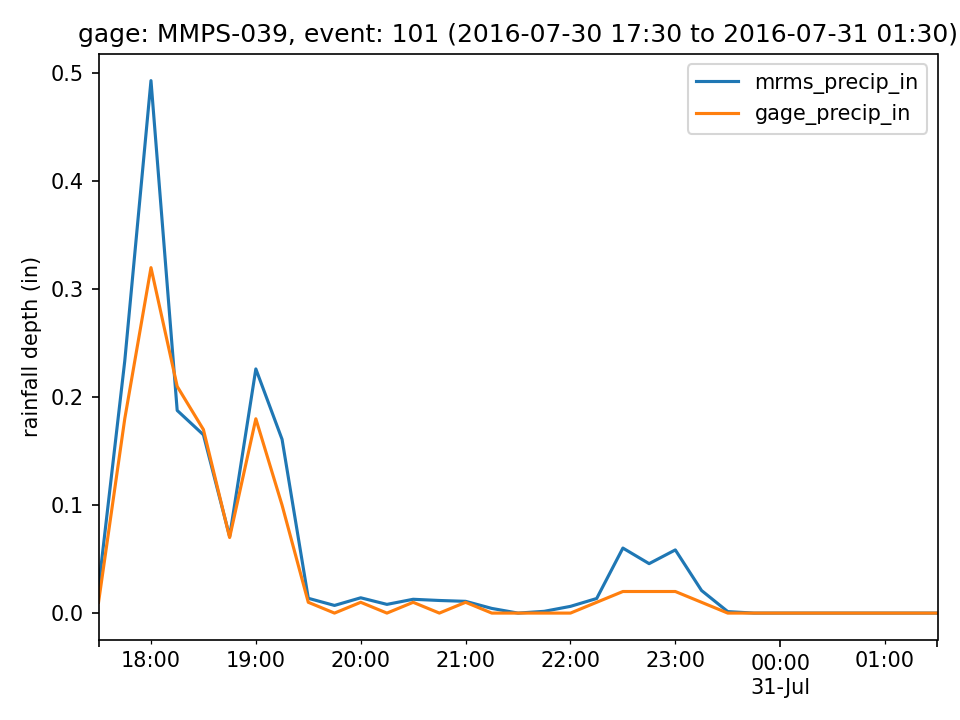 gage: MMPS-039, event: 101 (2016-07-30 17:30 to 2016-07-31 01:30)
mrms_precip_in
gage_precip_in
rainfall depth (in)
0.5
0.4
0.3
0.2
0.1
0.0
18:00 19:00 20:00 21:00 22:00 23:00 00:00 01:00
31-Jul